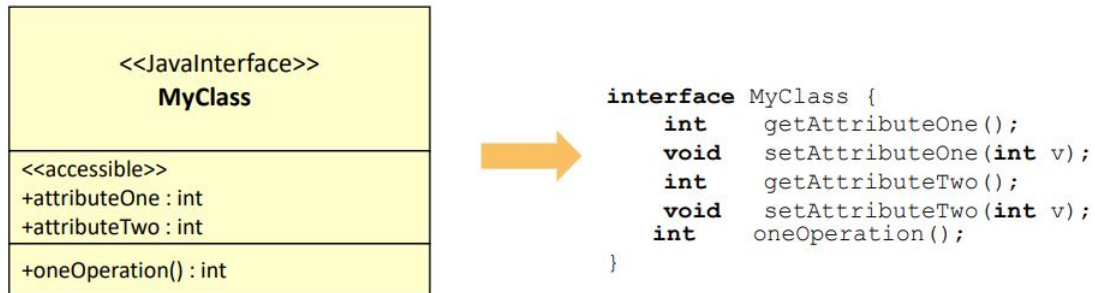 <<JavaInterface>>
MyClass
<<accessible>>
+attributeOne : int
+attributeTwo : int
+oneOperation() : int
interface MyClass {
int getAttributeOne();
void setAttributeOne(int v);
int getAttributeTwo();
void setAttributeTwo(int v);
int oneOperation();
}